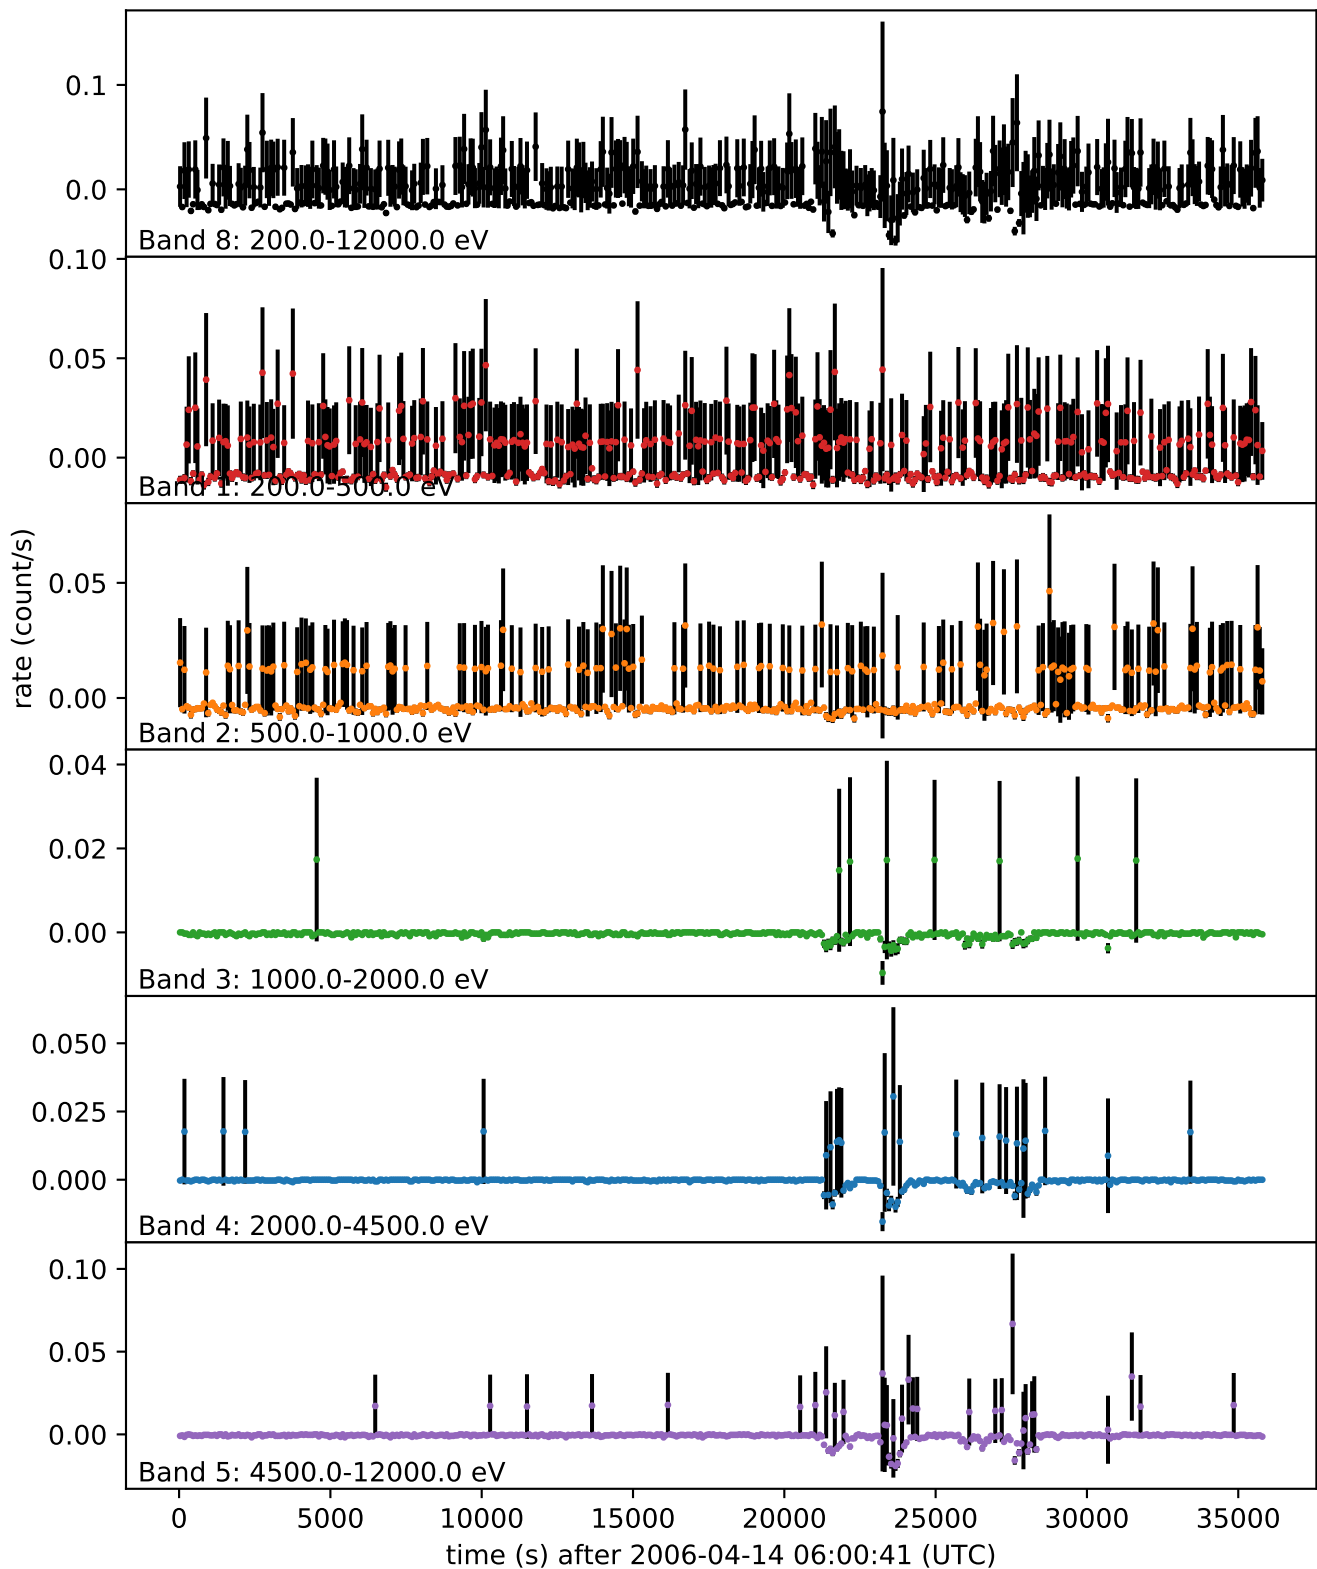 0.1
0.0
Band 8: 200.0-12000.0 eV
0.10
0.05
0.00
Band 1: 200.0-500.0 eV
0.05
0.00
Band 2: 500.0-1000.0 eV
rate (count/s)
0.04
0.02
0.00
Band 3: 1000.0-2000.0 eV
0.050
0.025
0.000
Band 4: 2000.0-4500.0 eV
0.10
0.05
0.00
Band 5: 4500.0-12000.0 eV
0 5000 10000 15000 20000 25000 30000 35000
time (s) after 2006-04-14 06:00:41 (UTC)